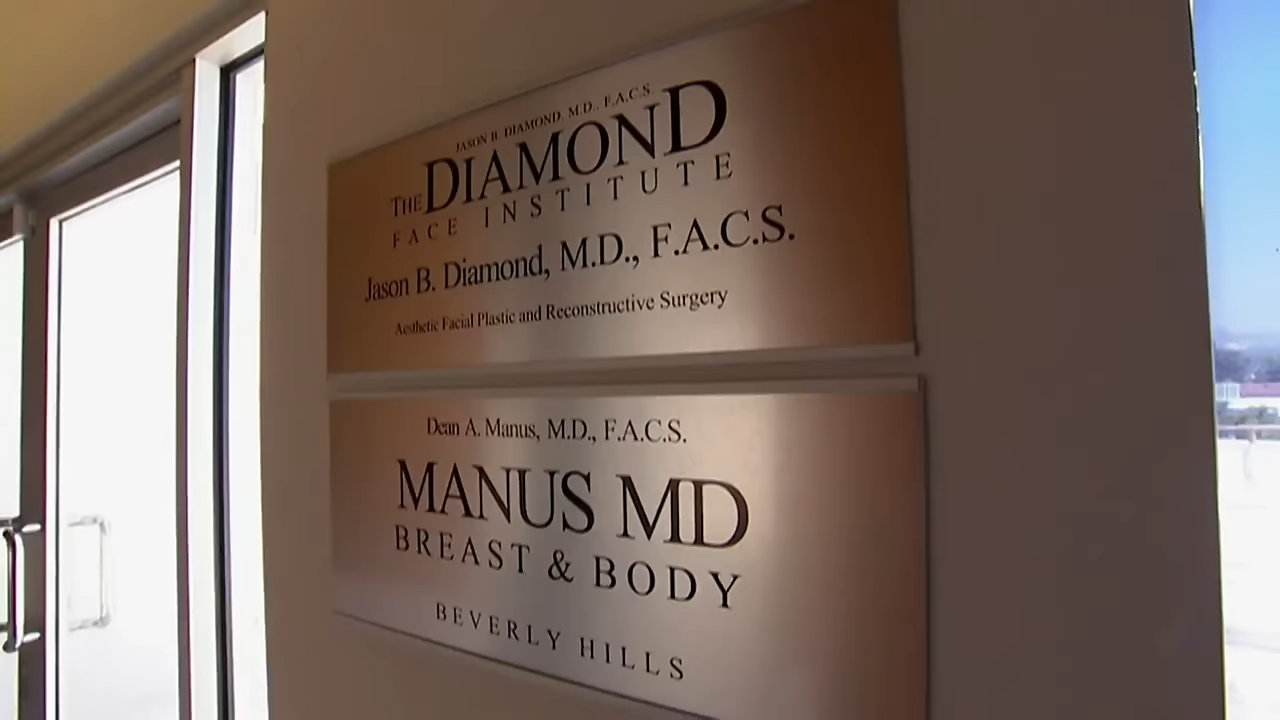 JASON B. DIAMOND, M.D., F.A.C.S.
THE DIAMOND
FACE INSTITUTE
Jason B. Diamond, M.D., F.A.C.S.
Aesthetic Facial Plastic and Reconstructive Surgery
Dean A. Manus, M.D., F.A.C.S.
MANUS MD
BREAST & BODY
BEVERLY HILLS